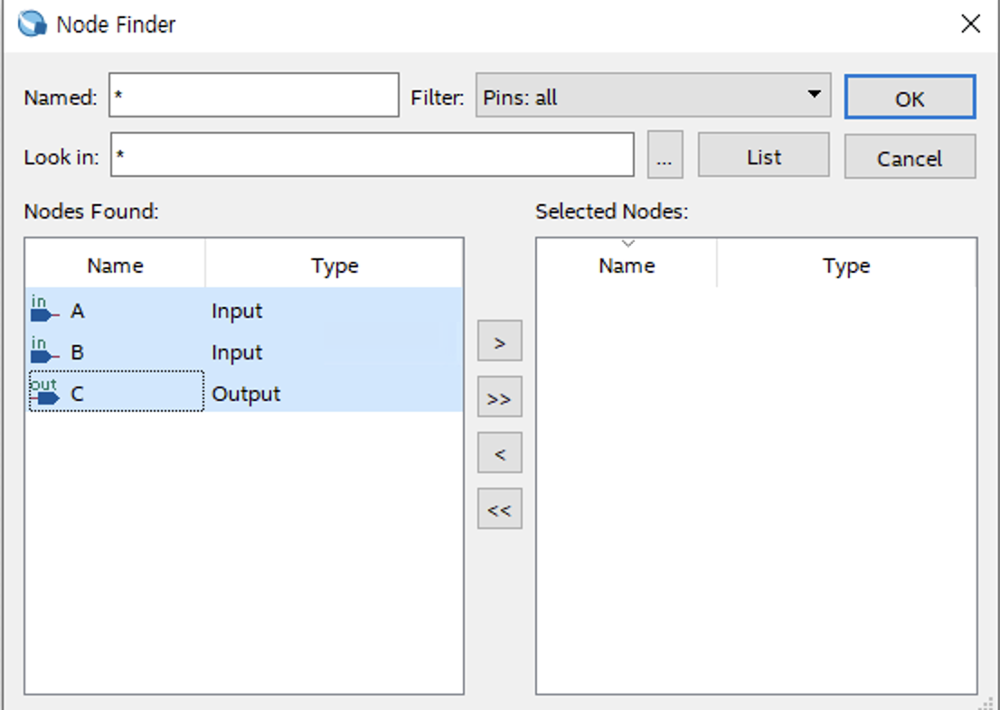 Node Finder
Named: * Filter: Pins: all OK
Look in: * ... List Cancel
Nodes Found: Selected Nodes:
Name Type Name Type
in A Input
in B Input
out C Output
>
>>
<
<<